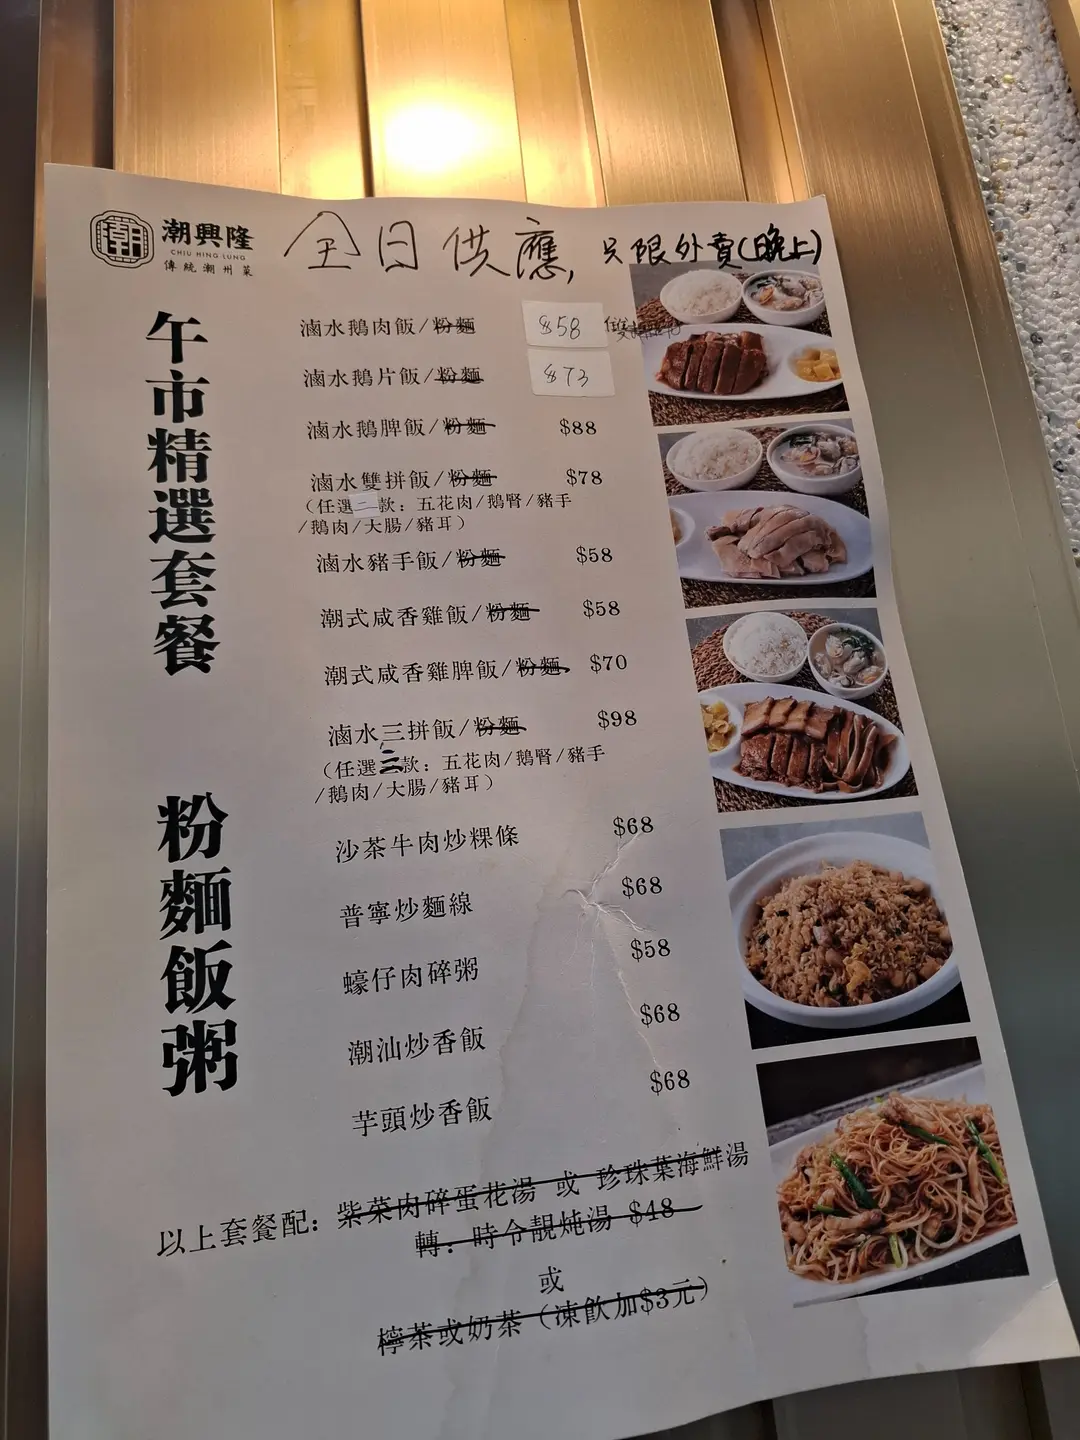 潮興隆
CHIU HING LUNG
傳統潮州菜
全日供應, 只限外賣(晚上)
午市精選套餐
滷水鵝肉飯/粉麵 $58
滷水鵝片飯/粉麵 $73
滷水鵝脾飯/粉麵 $88
滷水雙拼飯/粉麵 $78
(任選二款：五花肉/鵝腎/豬手
/鵝肉/大腸/豬耳)
滷水豬手飯/粉麵 $58
潮式咸香雞飯/粉麵 $58
潮式咸香雞脾飯/粉麵 $70
滷水三拼飯/粉麵 $98
(任選三款：五花肉/鵝腎/豬手
/鵝肉/大腸/豬耳)
粉麵飯粥
沙茶牛肉炒粿條 $68
普寧炒麵線 $68
蠔仔肉碎粥 $58
潮汕炒香飯 $68
芋頭炒香飯 $68
以上套餐配：紫菜肉碎蛋花湯 或 珍珠葉海鮮湯
轉：時令靚炖湯 $48
或
檸茶或奶茶（凍飲加$3元）